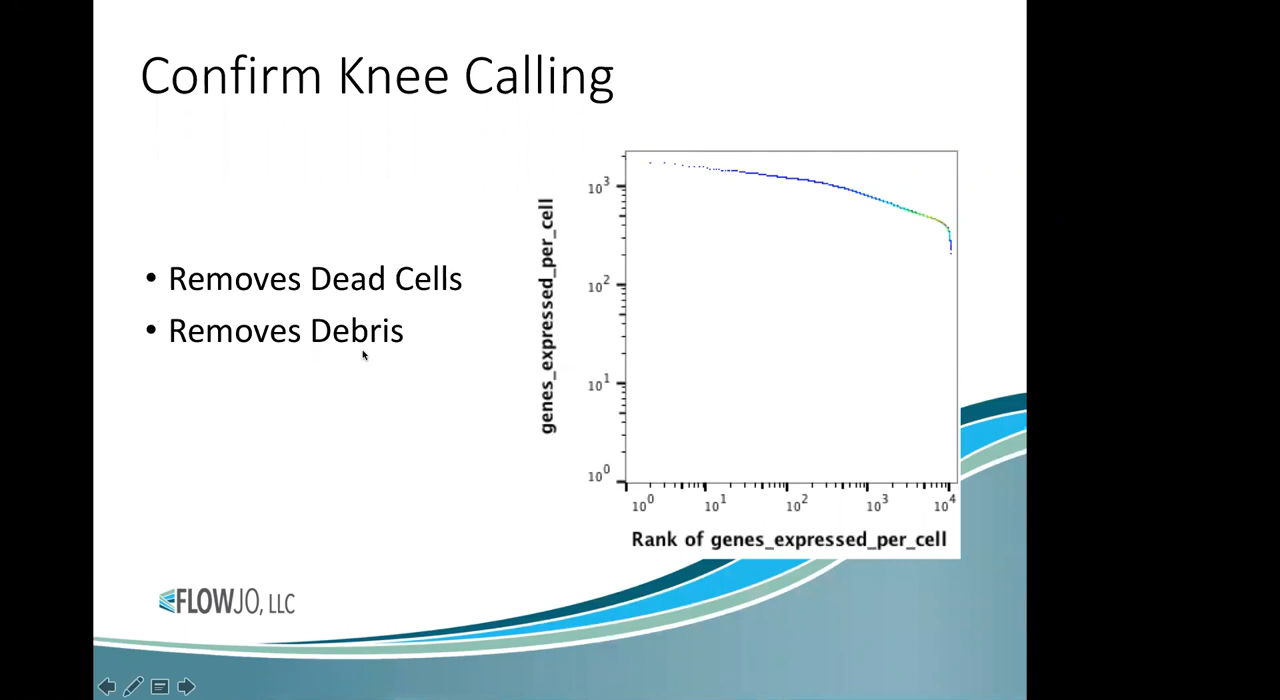 Confirm Knee Calling
• Removes Dead Cells
• Removes Debris
genes_expressed_per_cell
10³
10²
10¹
10⁰
10⁰ 10¹ 10² 10³ 10⁴
Rank of genes_expressed_per_cell
FLOWJO, LLC